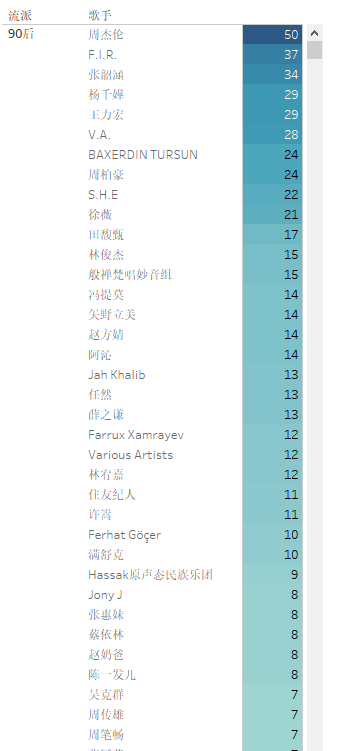 流派 歌手
90后 周杰伦 50
F.I.R. 37
张韶涵 34
杨千嬅 29
王力宏 29
V.A. 28
BAXERDIN TURSUN 24
周柏豪 24
S.H.E 22
徐薇 21
田馥甄 17
林俊杰 15
般禅梵唱妙音组 15
冯提莫 14
矢野立美 14
赵方婧 14
阿沁 14
Jah Khalib 13
任然 13
薛之谦 13
Farrux Xamrayev 12
Various Artists 12
林宥嘉 12
住友纪人 11
许嵩 11
Ferhat Göçer 10
满舒克 10
Hassak原声态民族乐团 9
Jony J 8
张惠妹 8
蔡依林 8
赵奶爸 8
陈一发儿 8
吴克群 7
周传雄 7
周笔畅 7